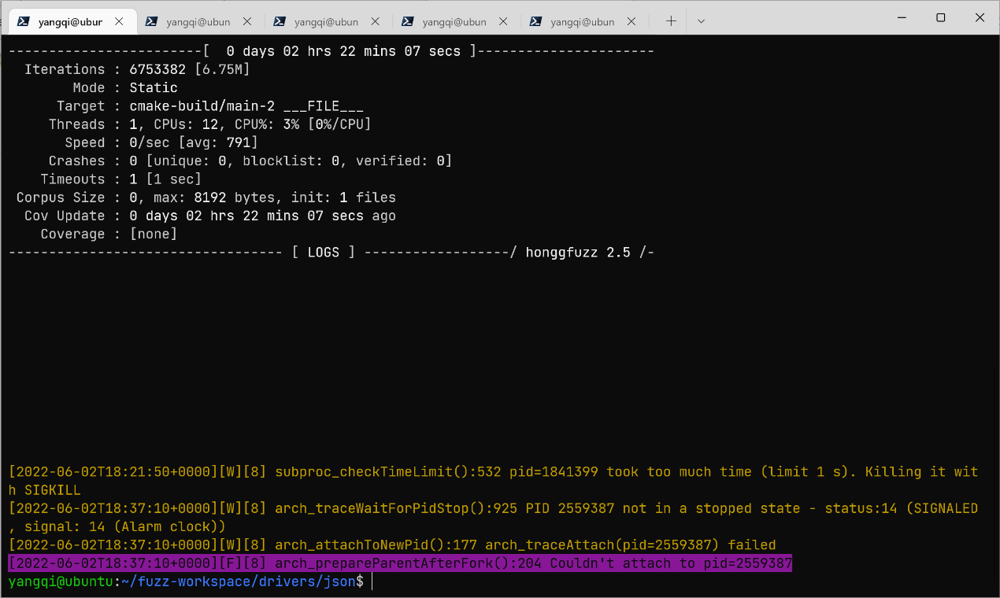 yangqi@ubun yangqi@ubun yangqi@ubun yangqi@ubun yangqi@ubun
------------------------[  0 days 02 hrs 22 mins 07 secs ]----------------------
  Iterations : 6753382 [6.75M]
        Mode : Static
      Target : cmake-build/main-2 ___FILE___
     Threads : 1, CPUs: 12, CPU%: 3% [0%/CPU]
       Speed : 0/sec [avg: 791]
     Crashes : 0 [unique: 0, blocklist: 0, verified: 0]
    Timeouts : 1 [1 sec]
 Corpus Size : 0, max: 8192 bytes, init: 1 files
  Cov Update : 0 days 02 hrs 22 mins 07 secs ago
    Coverage : [none]
---------------------------------- [ LOGS ] ------------------/ honggfuzz 2.5 /-
[2022-06-02T18:21:50+0000][W][8] subproc_checkTimeLimit():532 pid=1841399 took too much time (limit 1 s). Killing it wit
h SIGKILL
[2022-06-02T18:37:10+0000][W][8] arch_traceWaitForPidStop():925 PID 2559387 not in a stopped state - status:14 (SIGNALED
, signal: 14 (Alarm clock))
[2022-06-02T18:37:10+0000][W][8] arch_attachToNewPid():177 arch_traceAttach(pid=2559387) failed
[2022-06-02T18:37:10+0000][F][8] arch_prepareParentAfterFork():204 Couldn't attach to pid=2559387
yangqi@ubuntu:~/fuzz-workspace/drivers/json$